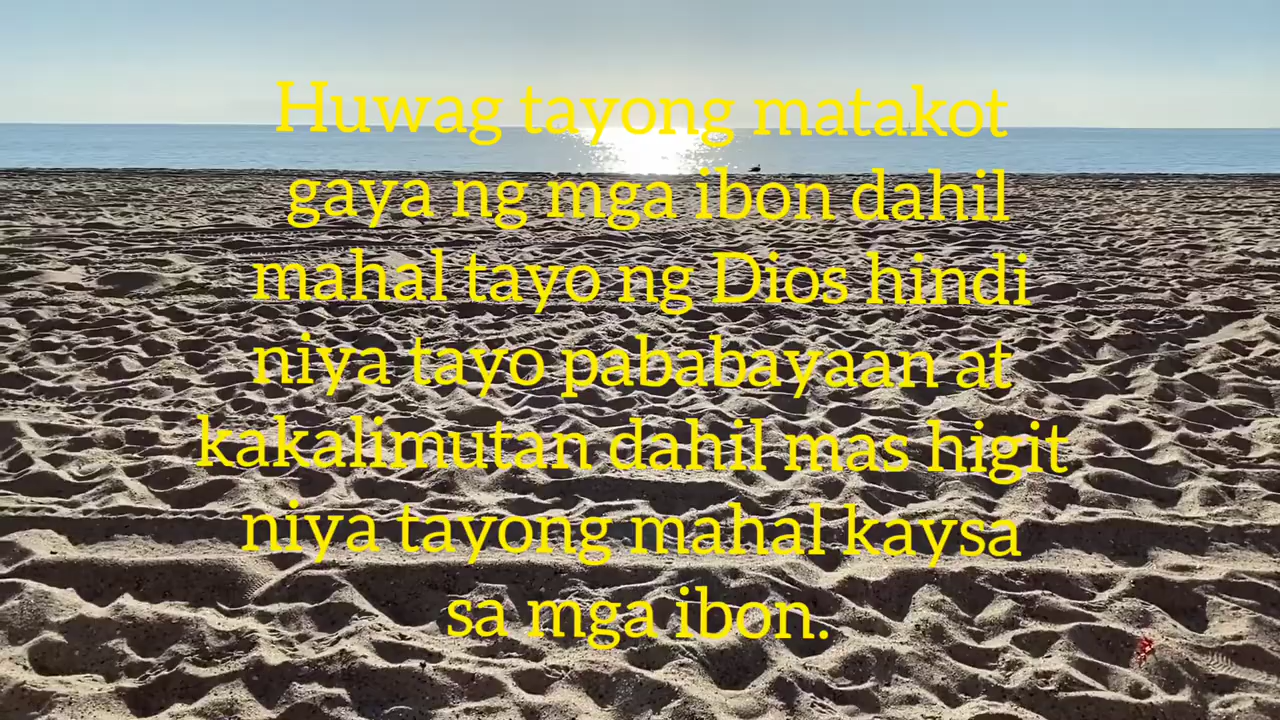 Huwag tayong matakot
gaya ng mga ibon dahil
mahal tayo ng Dios hindi
niya tayo pababayaan at
kakalimutan dahil mas higit
niya tayong mahal kaysa
sa mga ibon.